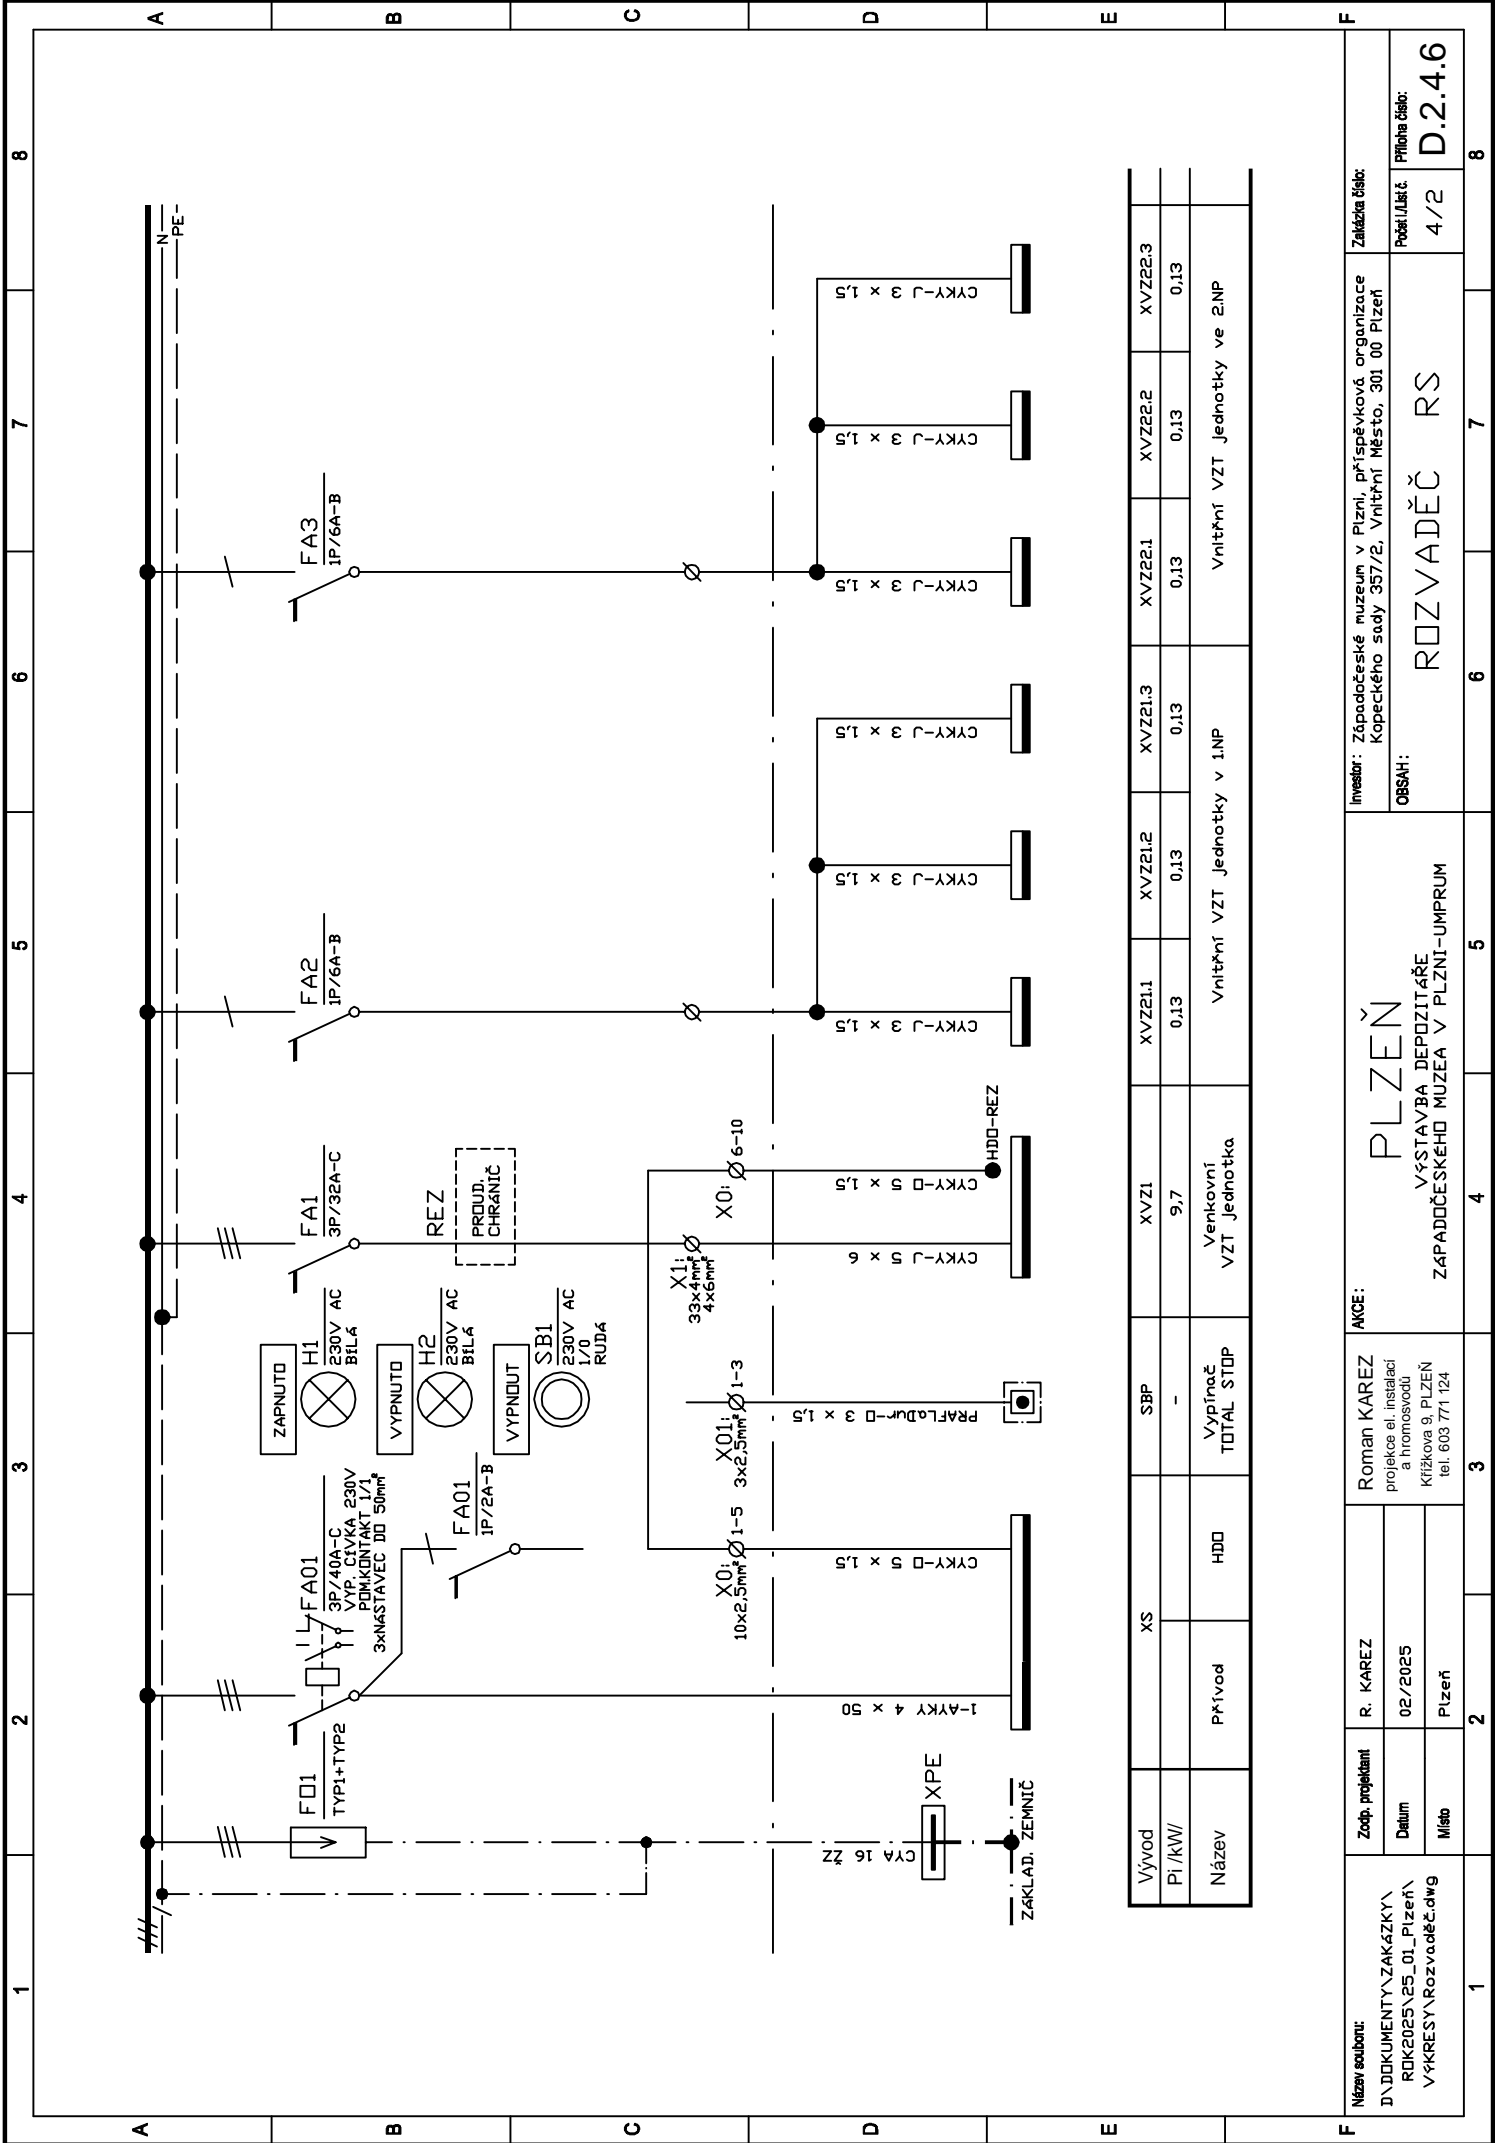 1
2
3
4
5
6
7
8
A
B
C
D
E
F
N
PE
FO1
TYP1+TYP2
FA01
3P/40A-C
VYP. CÍVKA 230V
POM.KONTAKT 1/1
3xNÁSTAVEC DO 50mm²
FA01
1P/2A-B
ZAPNUTO
H1
230V AC
BÍLÁ
VYPNUTO
H2
230V AC
BÍLÁ
VYPNOUT
SB1
230V AC
1/0
RUDÁ
FA1
3P/32A-C
REZ
PROUD.
CHRÁNIČ
FA2
1P/6A-B
FA3
1P/6A-B
X0:
10x2,5mm²
1-5
X01:
3x2,5mm²
1-3
X1:
33x4mm²
4x6mm²
X0:
6-10
CYA 16 ŽZ
XPE
ZÁKLAD. ZEMNIČ
1-AYKY 4 x 50
CYKY-O 5 x 1,5
PRAFLaDur-O 3 x 1,5
CYKY-J 5 x 6
CYKY-O 5 x 1,5
HDO-REZ
CYKY-J 3 x 1,5
CYKY-J 3 x 1,5
CYKY-J 3 x 1,5
CYKY-J 3 x 1,5
CYKY-J 3 x 1,5
CYKY-J 3 x 1,5
Vývod XS SBP XVZ1 XVZ21.1 XVZ21.2 XVZ21.3 XVZ22.1 XVZ22.2 XVZ22.3
Pi /kW/ - 9,7 0,13 0,13 0,13 0,13 0,13 0,13
Název Přívod HDO Vypínač TOTAL STOP Venkovní VZT jednotka Vnitřní VZT jednotky v 1.NP Vnitřní VZT jednotky ve 2.NP
Název souboru:
D\DOKUMENTY\ZAKÁZKY\
ROK2025\25_01_Plzeň\
VÝKRESY\Rozvaděč.dwg
Zodp. projektant
R. KAREZ
Datum
02/2025
Místo
Plzeň
Roman KAREZ
projekce el. instalací
a hromosvodů
Křížkova 9, PLZEŇ
tel. 603 771 124
AKCE:
PLZEŇ
VÝSTAVBA DEPOZITÁŘE
ZÁPADOČESKÉHO MUZEA V PLZNI-UMPRUM
Investor: Západočeské muzeum v Plzni, příspěvková organizace
Kopeckého sady 357/2, Vnitřní Město, 301 00 Plzeň
OBSAH:
ROZVADĚČ RS
Zakázka číslo:
Počet l./List č.
4/2
Příloha číslo:
D.2.4.6
1
2
3
4
5
6
7
8
A
B
C
D
E
F